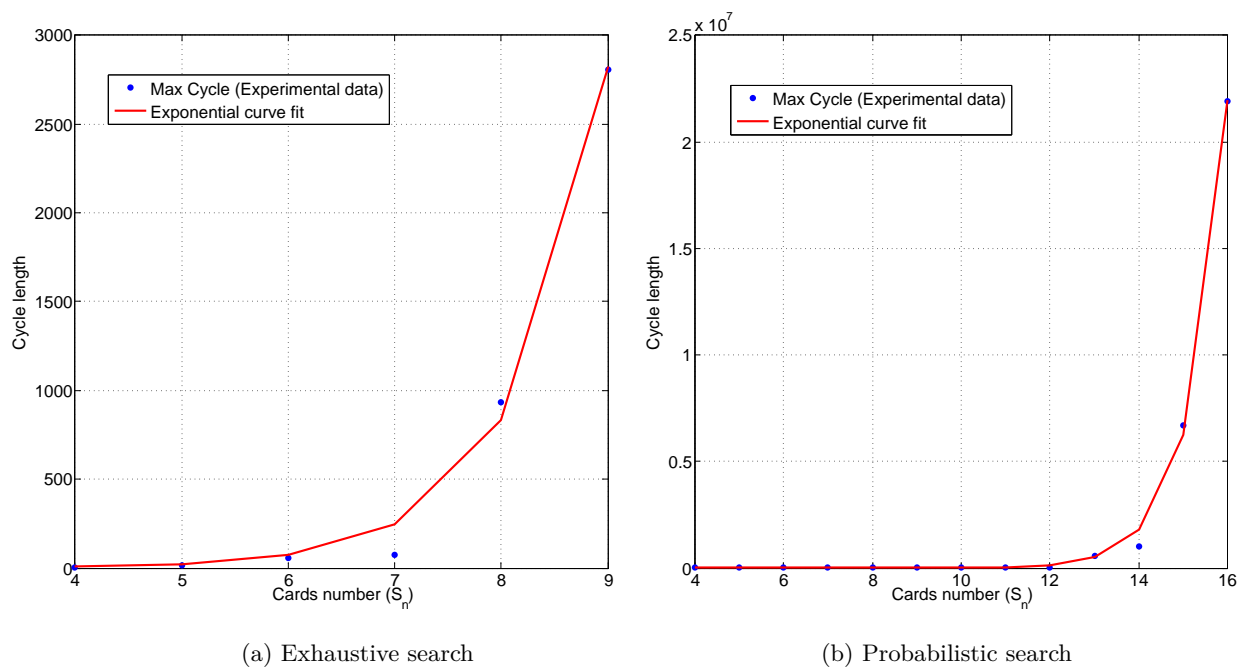 3000
2500
2000
1500
1000
500
0
4 5 6 7 8 9
Cycle length
Cards number (S_n)
Max Cycle (Experimental data)
Exponential curve fit
(a) Exhaustive search
x 10^7
2.5
2
1.5
1
0.5
0
4 6 8 10 12 14 16
Cycle length
Cards number (S_n)
Max Cycle (Experimental data)
Exponential curve fit
(b) Probabilistic search